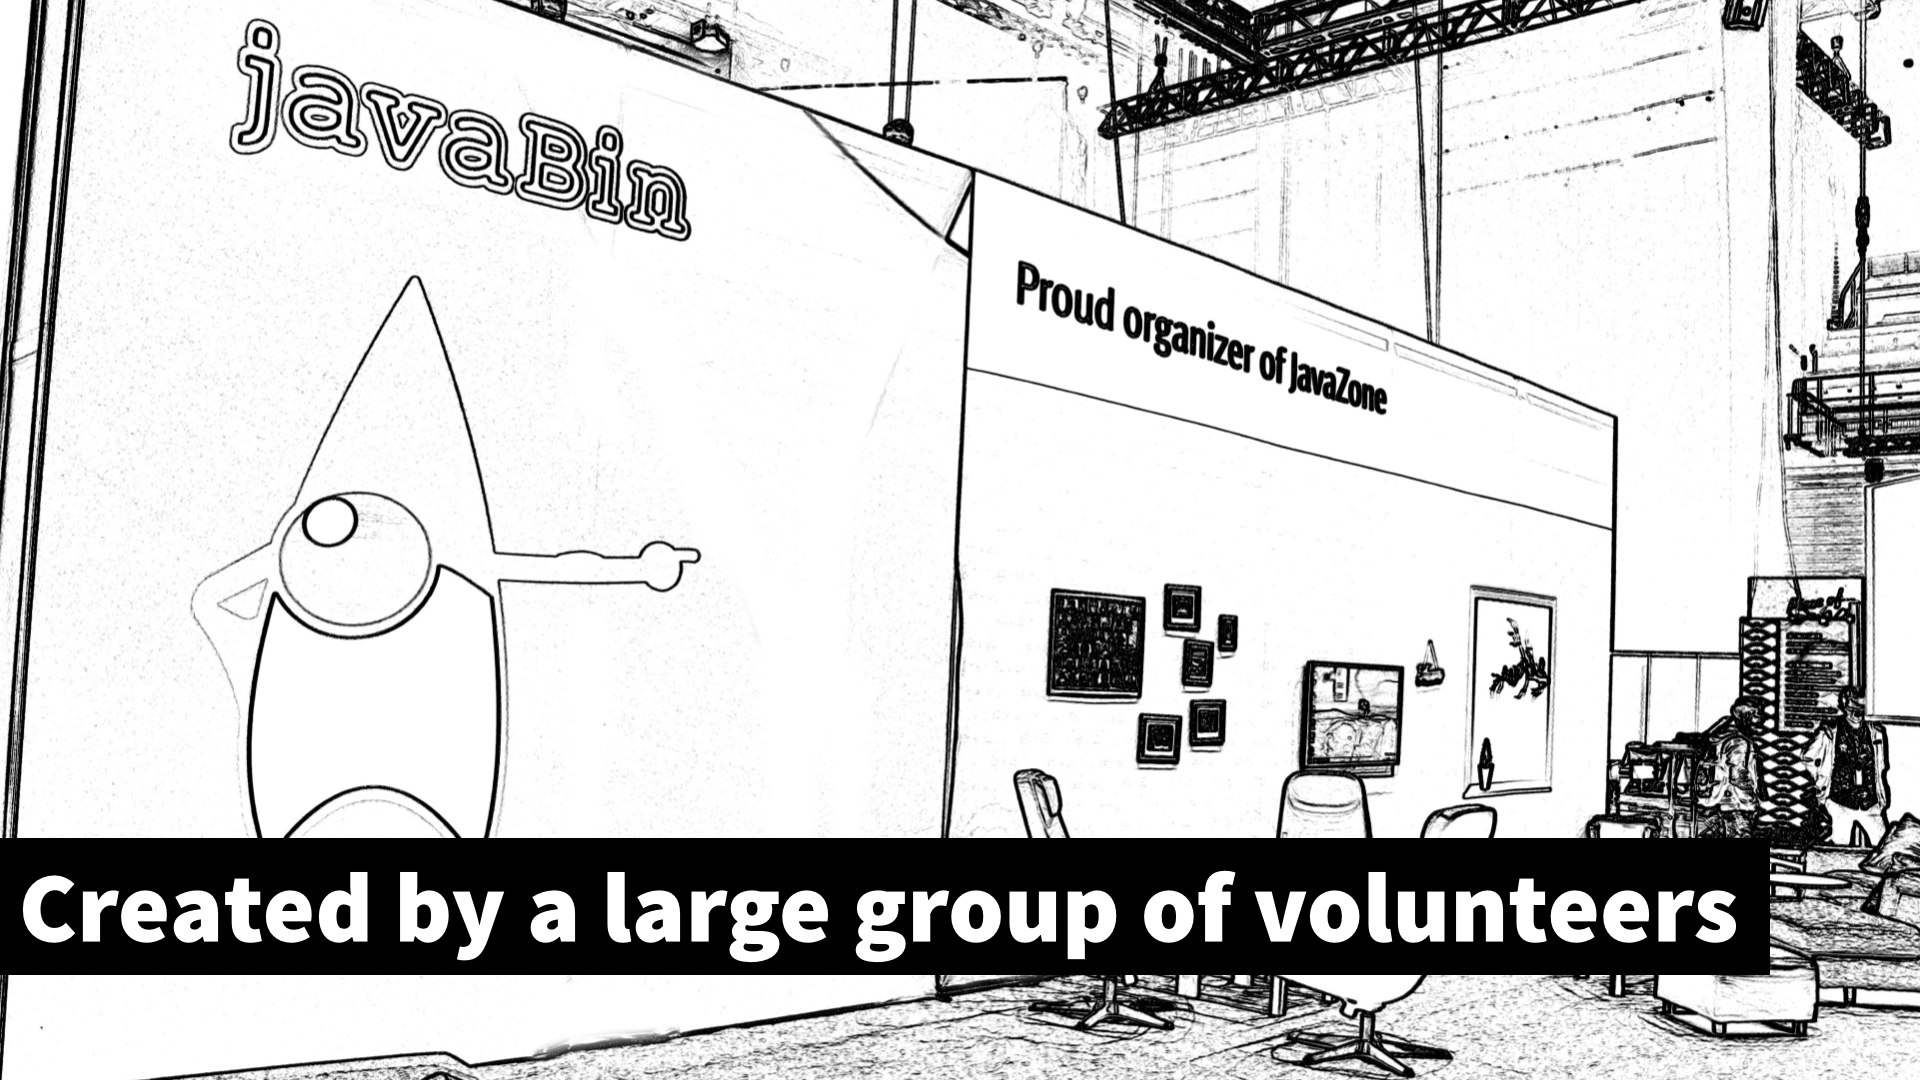 javaBin
Proud organizer of JavaZone
Created by a large group of volunteers